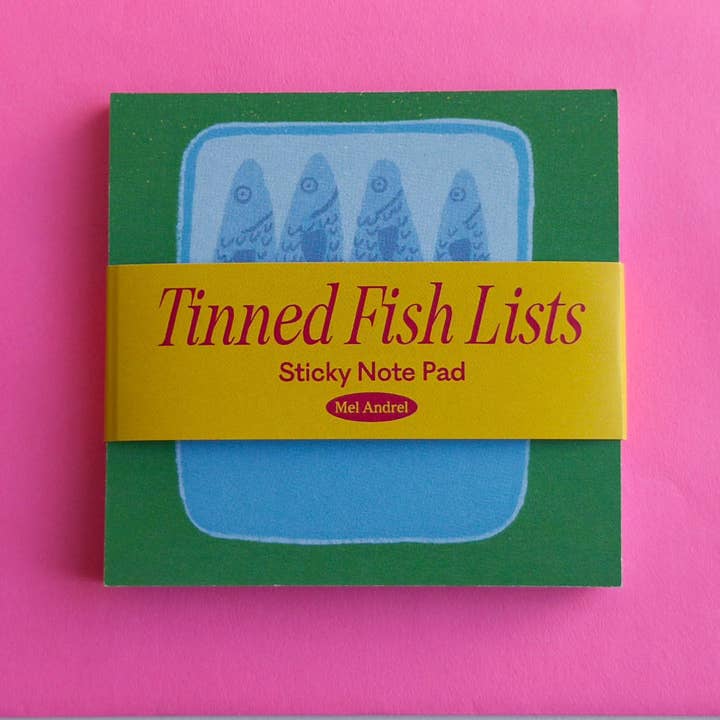 Tinned Fish Lists
Sticky Note Pad
Mel Andrel